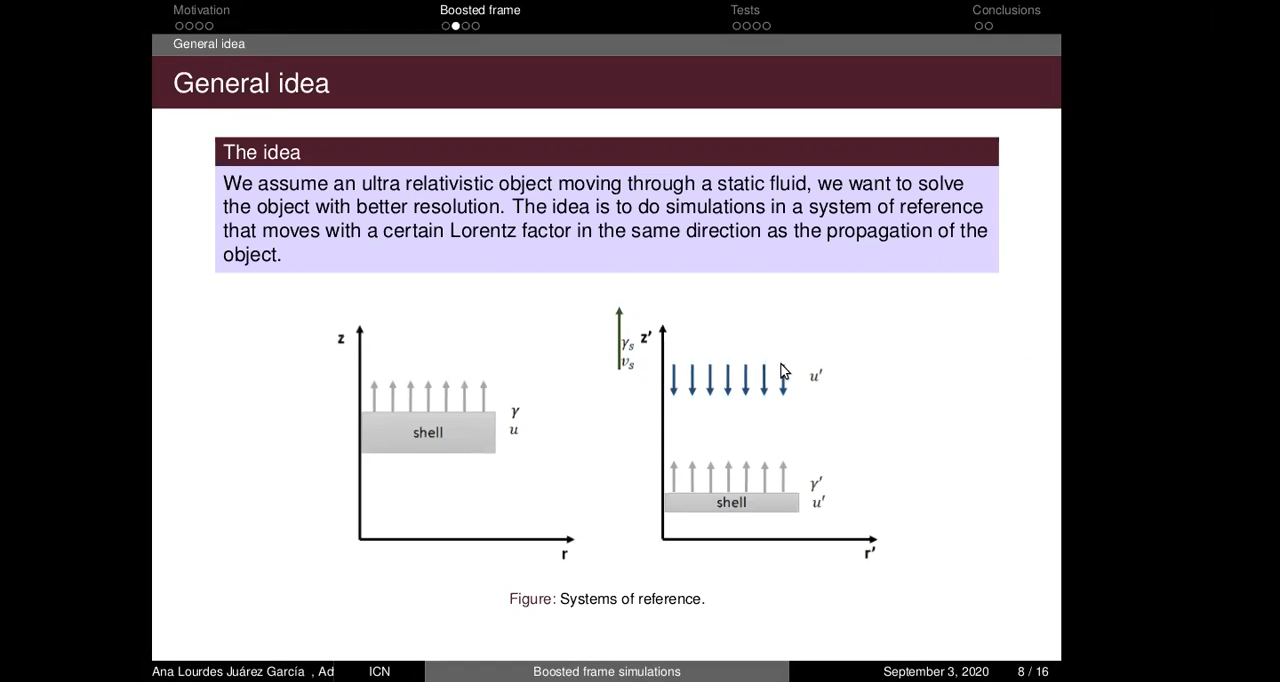 Motivation
Boosted frame
Tests
Conclusions
General idea
General idea
The idea
We assume an ultra relativistic object moving through a static fluid, we want to solve
the object with better resolution. The idea is to do simulations in a system of reference
that moves with a certain Lorentz factor in the same direction as the propagation of the
object.
z
γ
u
shell
r
γs
vs
z’
u′
γ′
u′
shell
r’
Figure: Systems of reference.
Ana Lourdes Juárez García , Ad
ICN
Boosted frame simulations
September 3, 2020
8 / 16